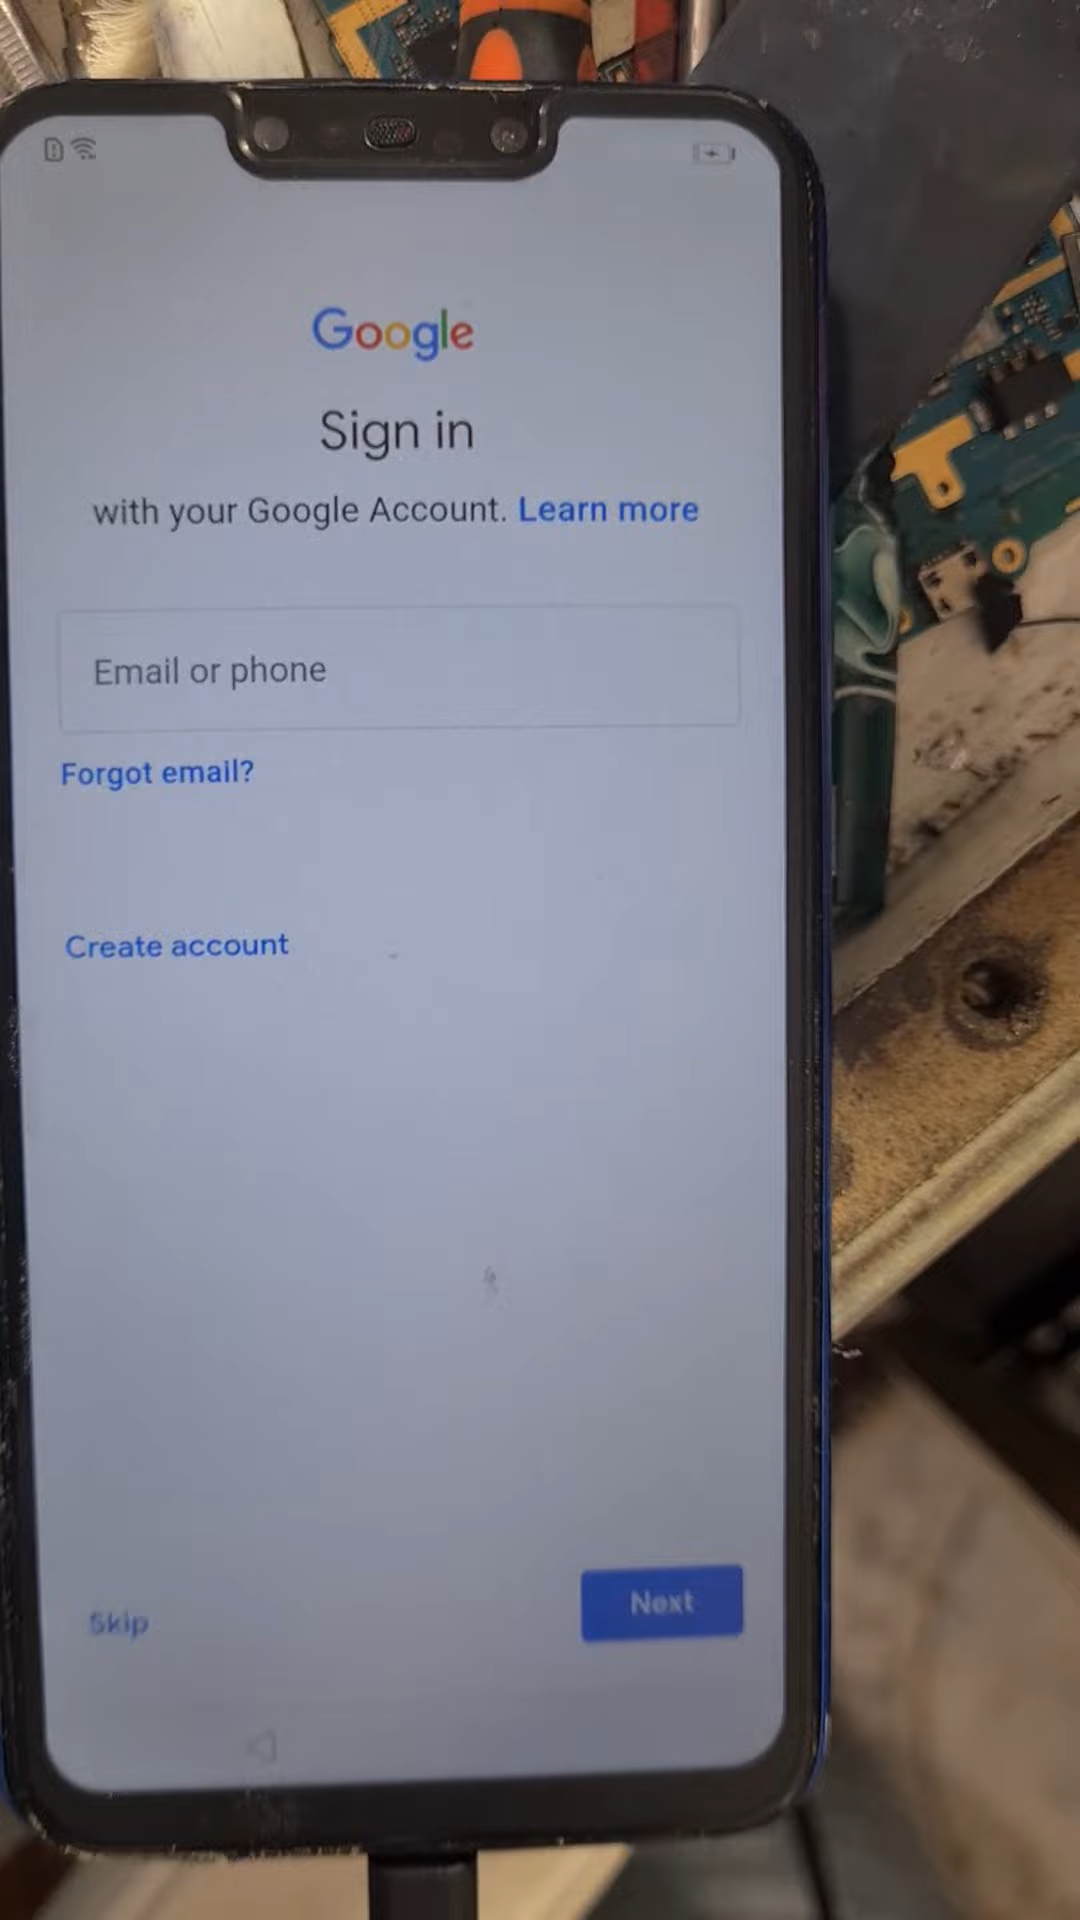 Google
Sign in
with your Google Account. Learn more
Email or phone
Forgot email?
Create account
Skip
Next